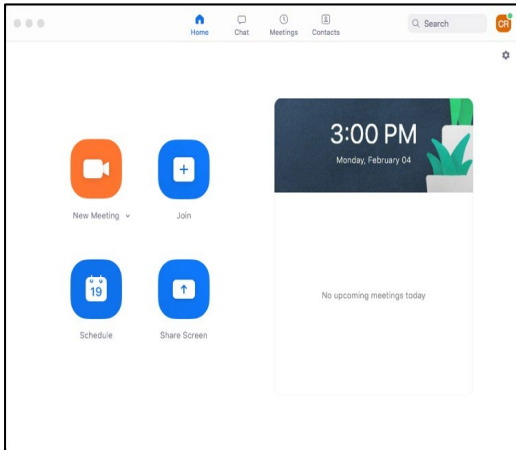 Home Chat Meetings Contacts
Search
CR
3:00 PM
Monday, February 04
New Meeting
Join
19
Schedule
Share Screen
No upcoming meetings today